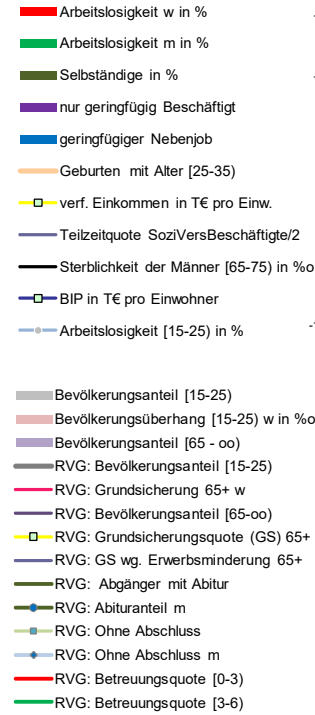 Arbeitslosigkeit w in %
Arbeitslosigkeit m in %
Selbständige in %
nur geringfügig Beschäftigt
geringfügiger Nebenjob
Geburten mit Alter [25-35)
verf. Einkommen in T€ pro Einw.
Teilzeitquote SoziVersBeschäftigte/2
Sterblichkeit der Männer [65-75) in %o
BIP in T€ pro Einwohner
Arbeitslosigkeit [15-25) in %
Bevölkerungsanteil [15-25)
Bevölkerungsüberhang [15-25) w in %o
Bevölkerungsanteil [65 - oo)
RVG: Bevölkerungsanteil [15-25)
RVG: Grundsicherung 65+ w
RVG: Bevölkerungsanteil [65-oo)
RVG: Grundsicherungsquote (GS) 65+
RVG: GS wg. Erwerbsminderung 65+
RVG: Abgänger mit Abitur
RVG: Abituranteil m
RVG: Ohne Abschluss
RVG: Ohne Abschluss m
RVG: Betreuungsquote [0-3)
RVG: Betreuungsquote [3-6)